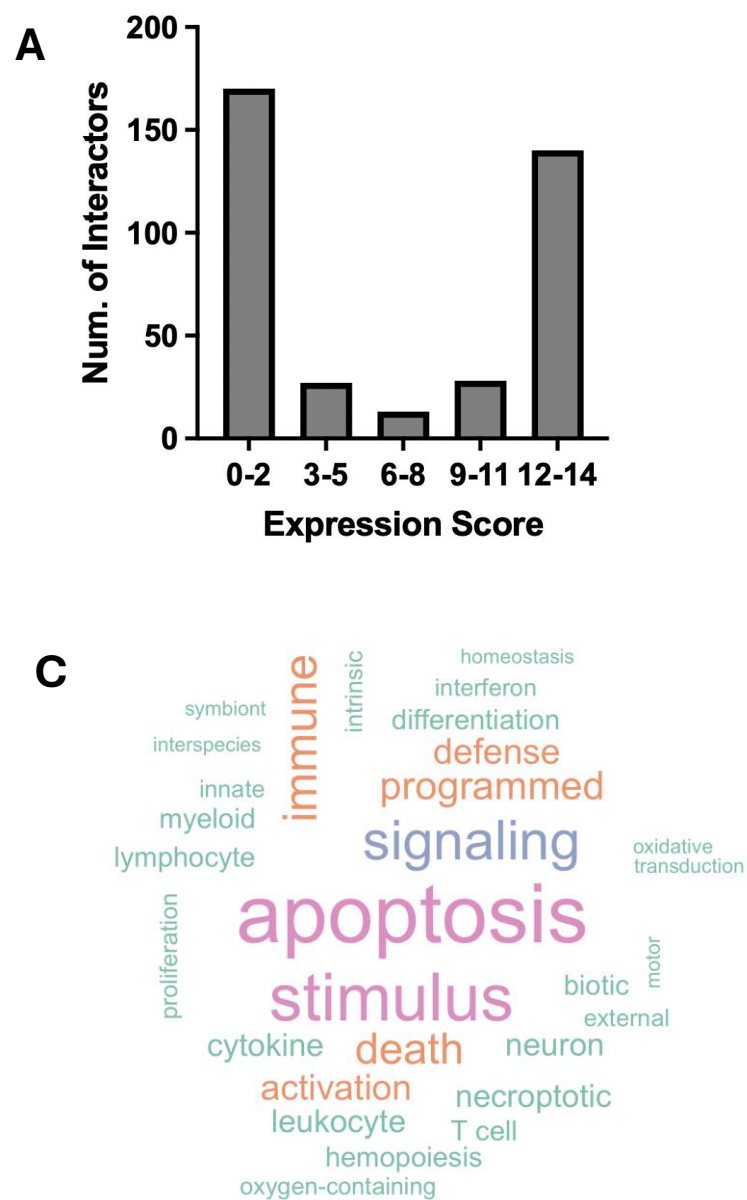 A
200
150
100
50
0
Num. of Interactors
0-2 3-5 6-8 9-11 12-14
Expression Score
C
homeostasis
intrinsic
immune
interferon
symbiont
differentiation
interspecies
defense
innate
programmed
myeloid
signaling
lymphocyte
oxidative
transduction
apoptosis
proliferation
motor
stimulus
biotic
external
cytokine
death
neuron
activation
necroptotic
leukocyte
T cell
hemopoiesis
oxygen-containing